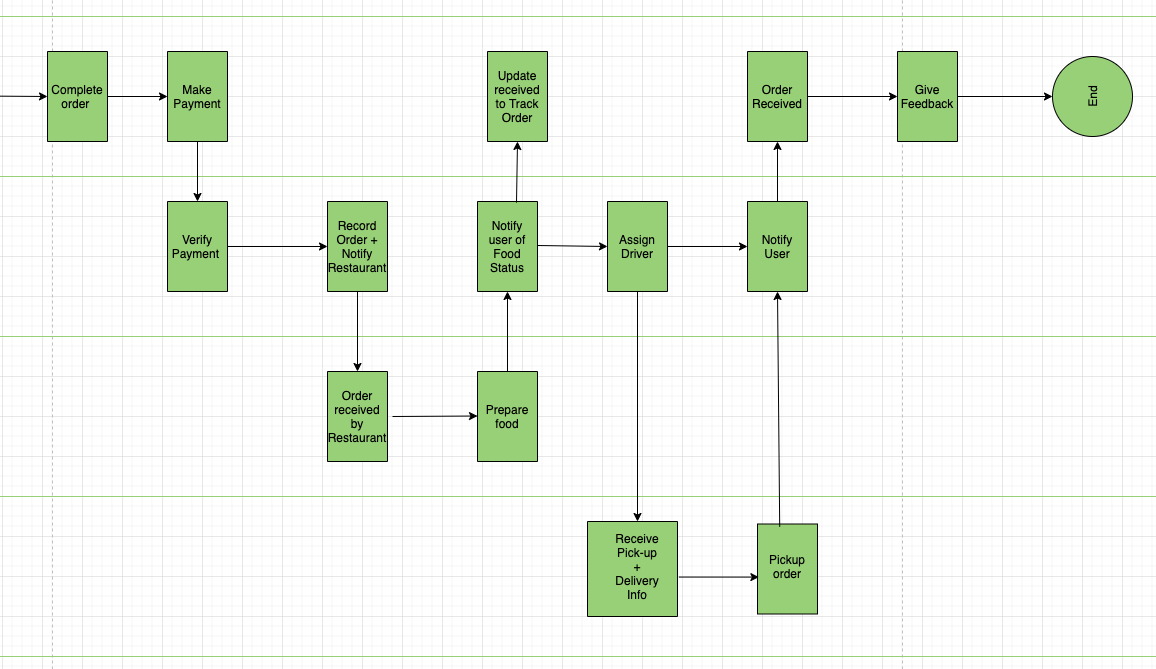 Complete
order
Make
Payment
Update
received
to Track
Order
Order
Received
Give
Feedback
End
Verify
Payment
Record
Order +
Notify
Restaurant
Notify
user of
Food
Status
Assign
Driver
Notify
User
Order
received
by
Restaurant
Prepare
food
Receive
Pick-up
+
Delivery
Info
Pickup
order